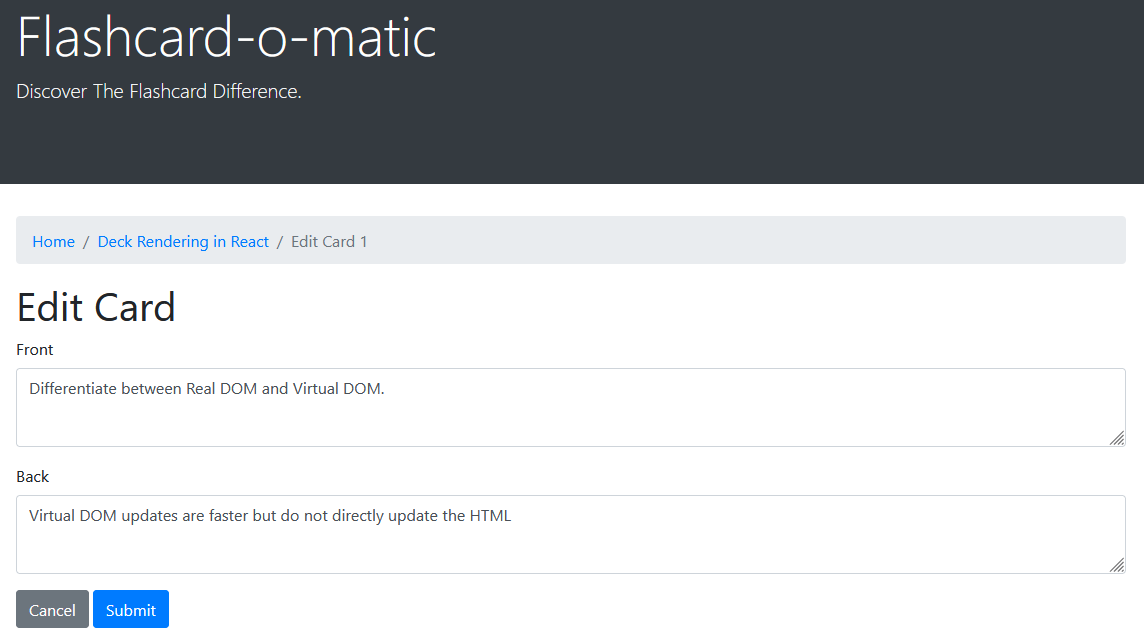 Flashcard-o-matic
Discover The Flashcard Difference.
Home / Deck Rendering in React / Edit Card 1
Edit Card
Front
Differentiate between Real DOM and Virtual DOM.
Back
Virtual DOM updates are faster but do not directly update the HTML
Cancel Submit